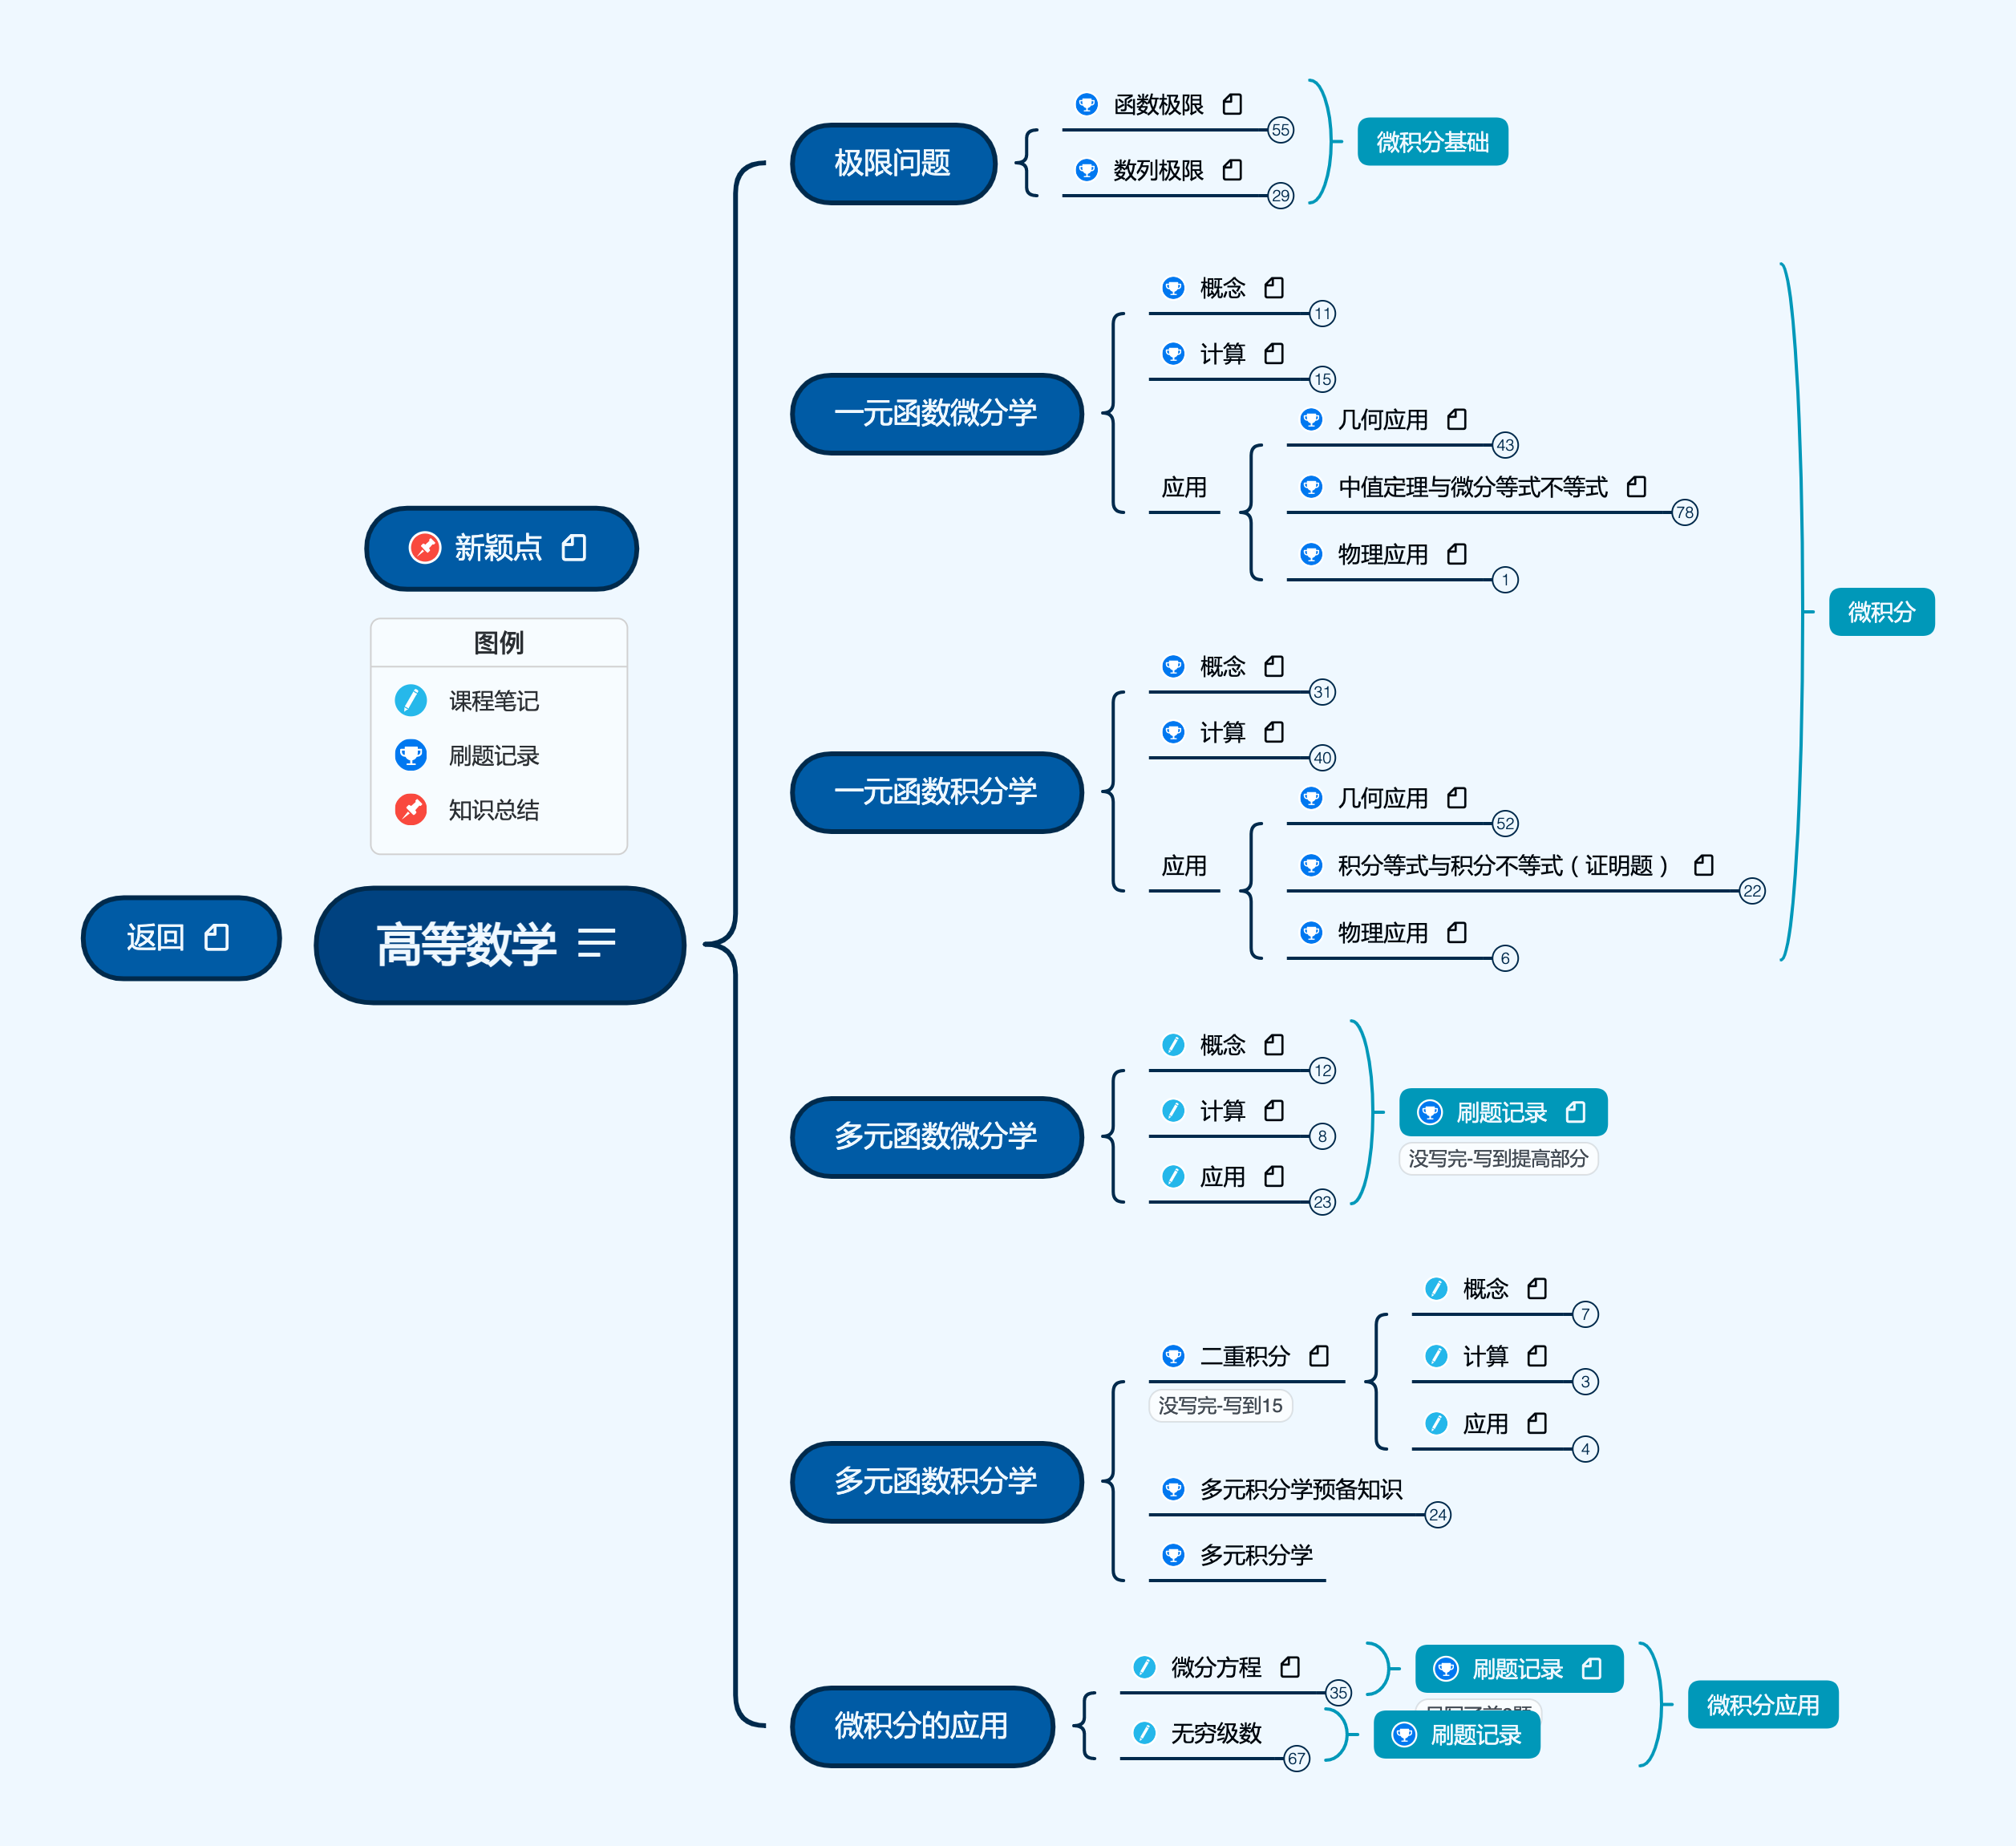 极限问题
函数极限
55
数列极限
29
微积分基础
一元函数微分学
概念
11
计算
15
应用
几何应用
43
中值定理与微分等式不等式
78
物理应用
1
一元函数积分学
概念
31
计算
40
应用
几何应用
52
积分等式与积分不等式（证明题）
22
物理应用
6
微积分
新颖点
图例
课程笔记
刷题记录
知识总结
返回
高等数学
多元函数微分学
概念
12
计算
8
应用
23
刷题记录
没写完-写到提高部分
多元函数积分学
二重积分
没写完-写到15
概念
7
计算
3
应用
4
多元积分学预备知识
24
多元积分学
微积分的应用
微分方程
35
刷题记录
无穷级数
67
刷题记录
微积分应用